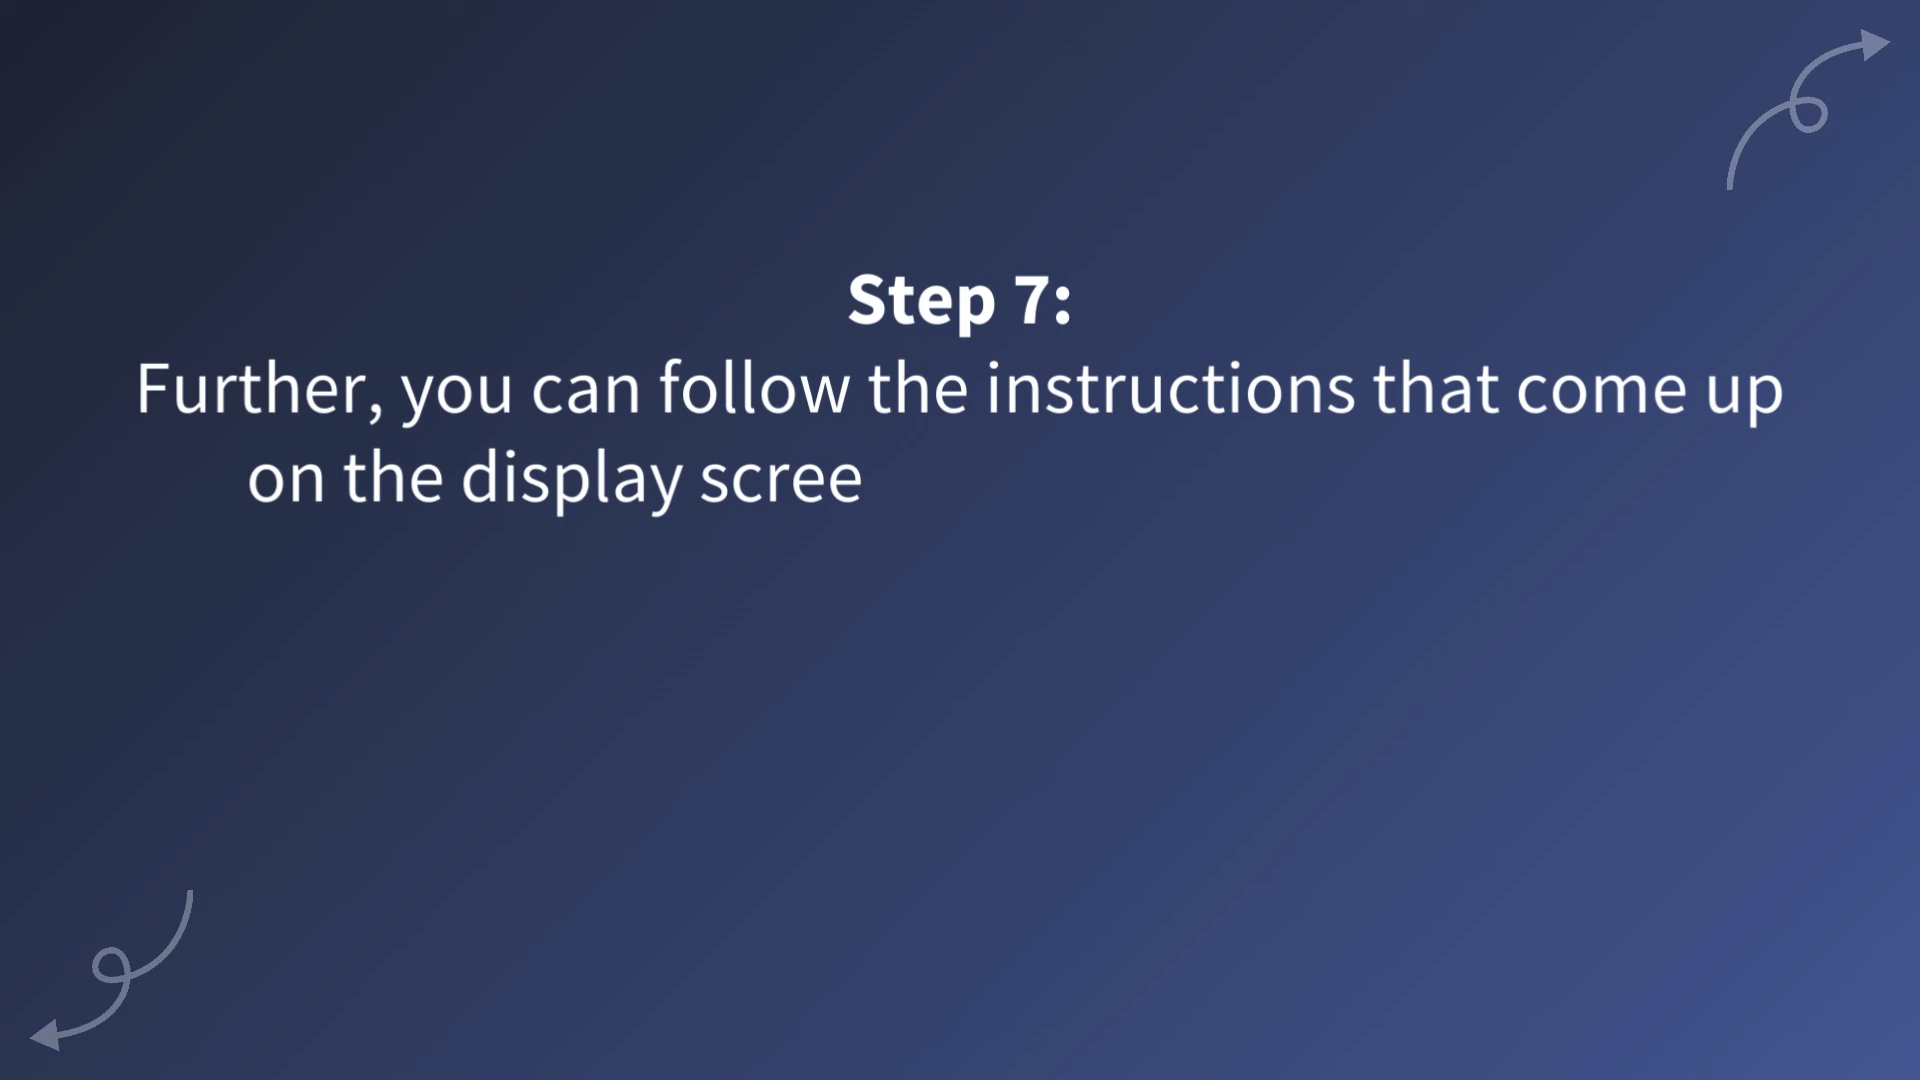 Step 7:
Further, you can follow the instructions that come up
on the display scree